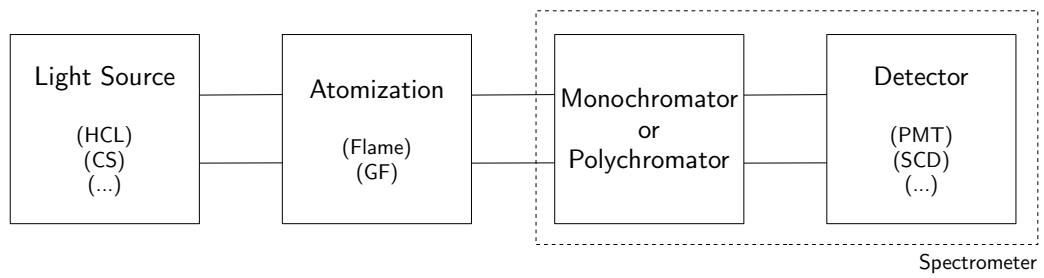 Light Source
(HCL)
(CS)
(...)
Atomization
(Flame)
(GF)
Monochromator
or
Polychromator
Detector
(PMT)
(SCD)
(...)
Spectrometer